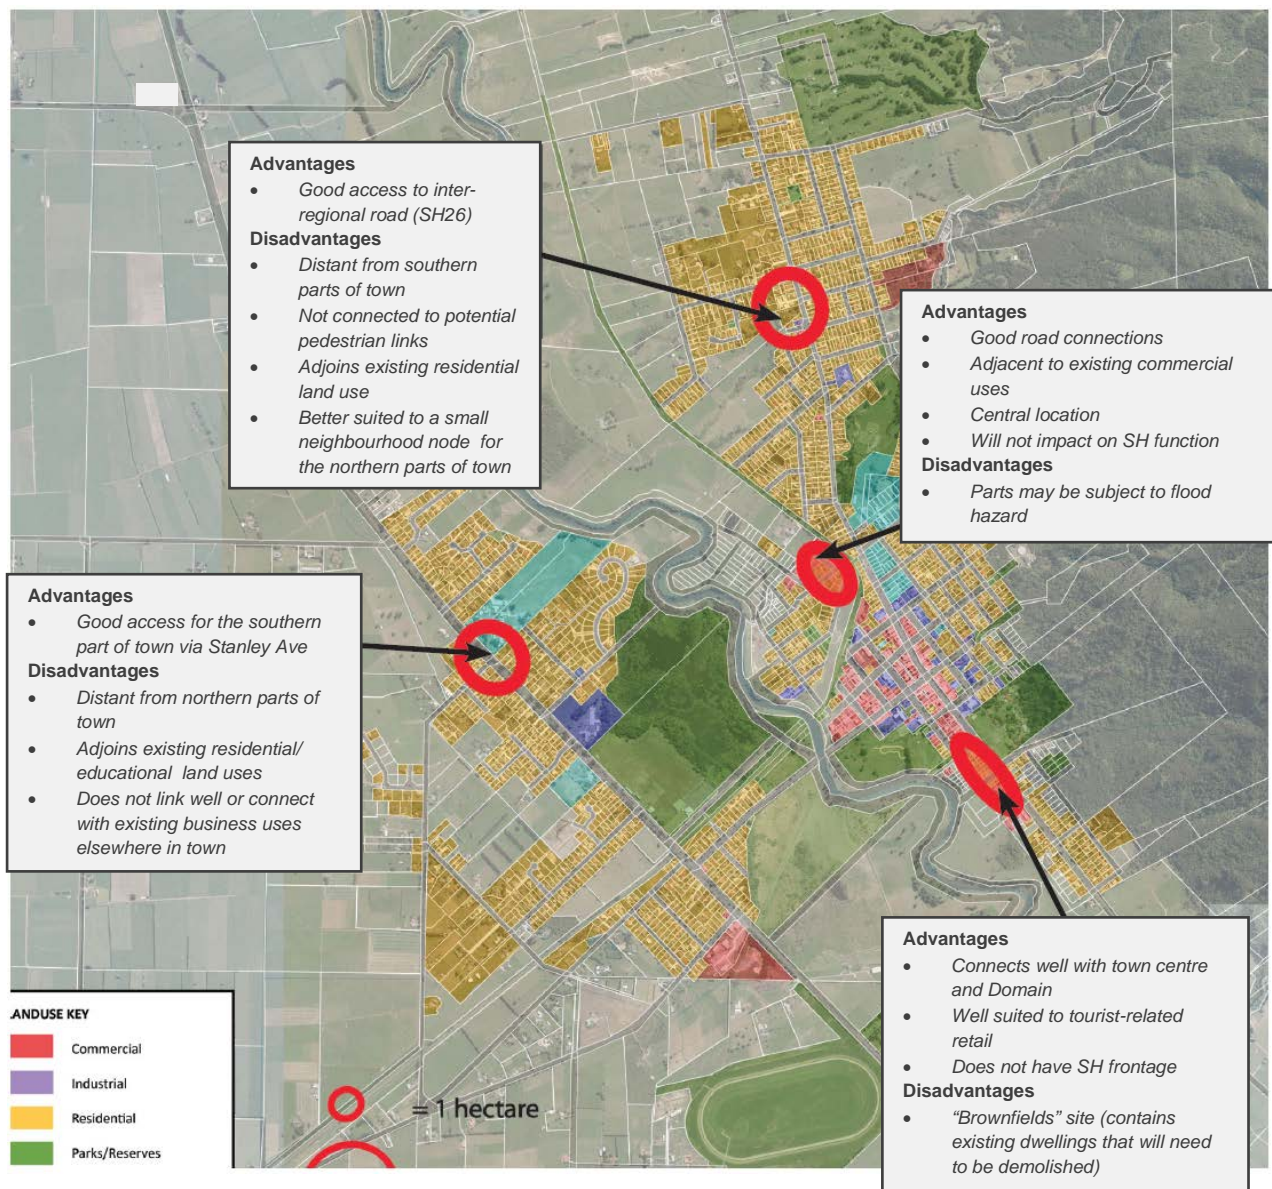 Advantages
• Good access to inter-
regional road (SH26)
Disadvantages
• Distant from southern
parts of town
• Not connected to potential
pedestrian links
• Adjoins existing residential
land use
• Better suited to a small
neighbourhood node for
the northern parts of town
Advantages
• Good road connections
• Adjacent to existing commercial
uses
• Central location
• Will not impact on SH function
Disadvantages
• Parts may be subject to flood
hazard
Advantages
• Good access for the southern
part of town via Stanley Ave
Disadvantages
• Distant from northern parts of
town
• Adjoins existing residential/
educational land uses
• Does not link well or connect
with existing business uses
elsewhere in town
Advantages
• Connects well with town centre
and Domain
• Well suited to tourist-related
retail
• Does not have SH frontage
Disadvantages
• “Brownfields” site (contains
existing dwellings that will need
to be demolished)
ANDUSE KEY
Commercial
Industrial
Residential
Parks/Reserves
= 1 hectare